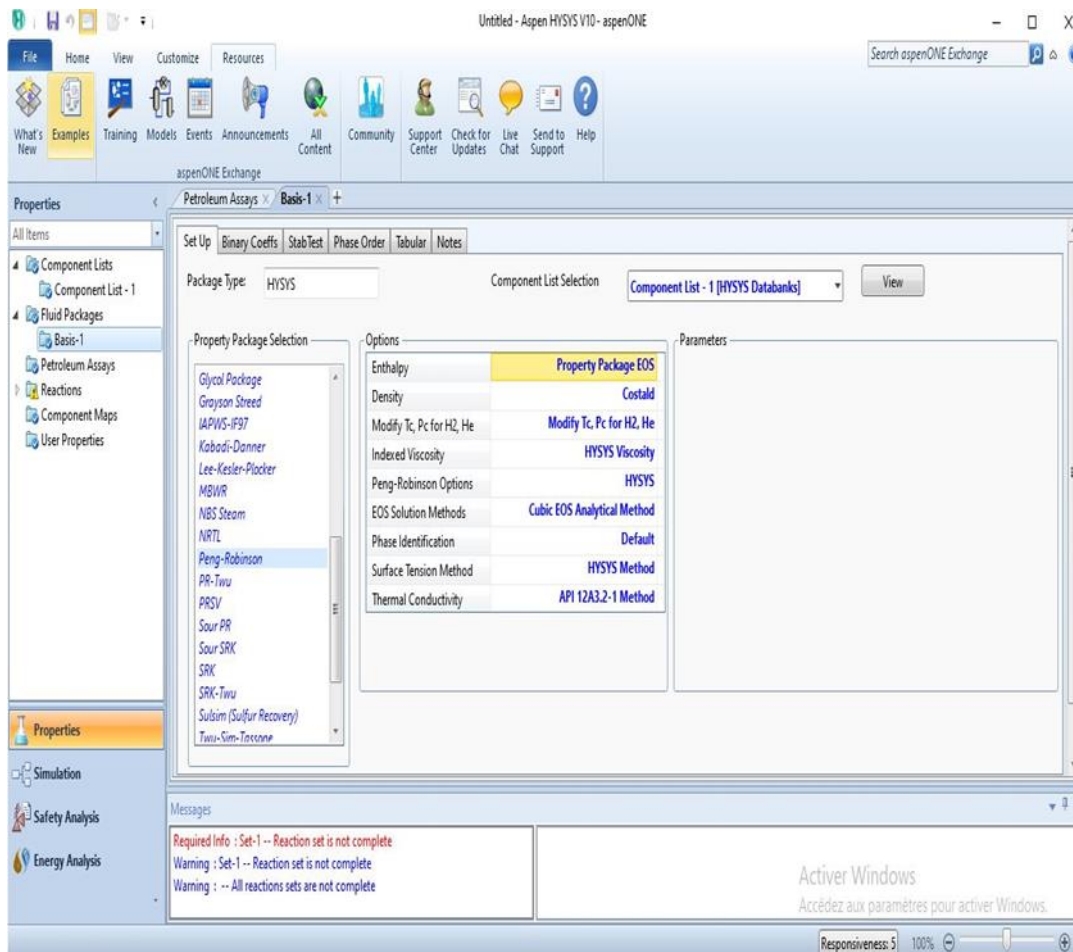 Untitled - Aspen HYSYS V10 - aspenONE
File Home View Customize Resources
Search aspenONE Exchange
What's New
Examples
Training
Models
Events
Announcements
All Content
Community
Support Center
Check for Updates
Live Chat
Send to Support
Help
aspenONE Exchange
Properties
All Items
Component Lists
Component List - 1
Fluid Packages
Basis-1
Petroleum Assays
Reactions
Component Maps
User Properties
Properties
Simulation
Safety Analysis
Energy Analysis
Petroleum Assays Basis-1
Set Up Binary Coeffs StabTest Phase Order Tabular Notes
Package Type: HYSYS
Component List Selection Component List - 1 [HYSYS Databanks] View
Property Package Selection
Glycol Package
Grayson Streed
IAPWS-IF97
Kabadi-Danner
Lee-Kesler-Plocker
MBWR
NBS Steam
NRTL
Peng-Robinson
PR-Twu
PRSV
Sour PR
Sour SRK
SRK
SRK-Twu
Sulsim (Sulfur Recovery)
Twu-Sim-Tassone
Options
Enthalpy Property Package EOS
Density Costald
Modify Tc, Pc for H2, He Modify Tc, Pc for H2, He
Indexed Viscosity HYSYS Viscosity
Peng-Robinson Options HYSYS
EOS Solution Methods Cubic EOS Analytical Method
Phase Identification Default
Surface Tension Method HYSYS Method
Thermal Conductivity API 12A3.2-1 Method
Parameters
Messages
Required Info : Set-1 -- Reaction set is not complete
Warning : Set-1 -- Reaction set is not complete
Warning : -- All reactions sets are not complete
Activer Windows
Accédez aux paramètres pour activer Windows.
Responsiveness: 5 100%